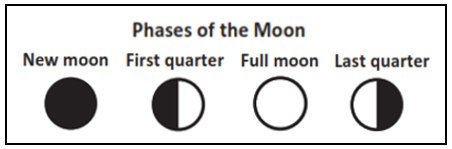 Phases of the Moon
New moon First quarter Full moon Last quarter